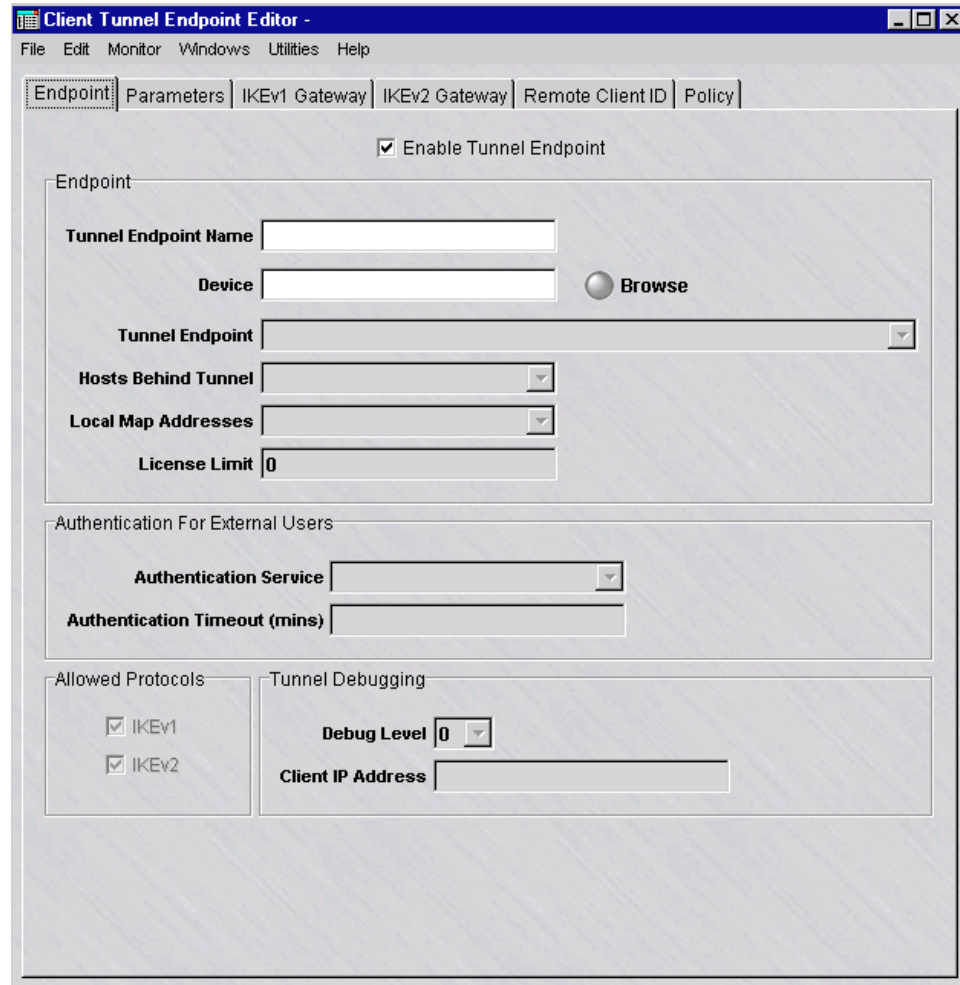 Client Tunnel Endpoint Editor -
File Edit Monitor Windows Utilities Help
Endpoint Parameters IKEv1 Gateway IKEv2 Gateway Remote Client ID Policy
Enable Tunnel Endpoint
Endpoint
Tunnel Endpoint Name
Device Browse
Tunnel Endpoint
Hosts Behind Tunnel
Local Map Addresses
License Limit 0
Authentication For External Users
Authentication Service
Authentication Timeout (mins)
Allowed Protocols Tunnel Debugging
IKEv1 Debug Level 0
IKEv2 Client IP Address